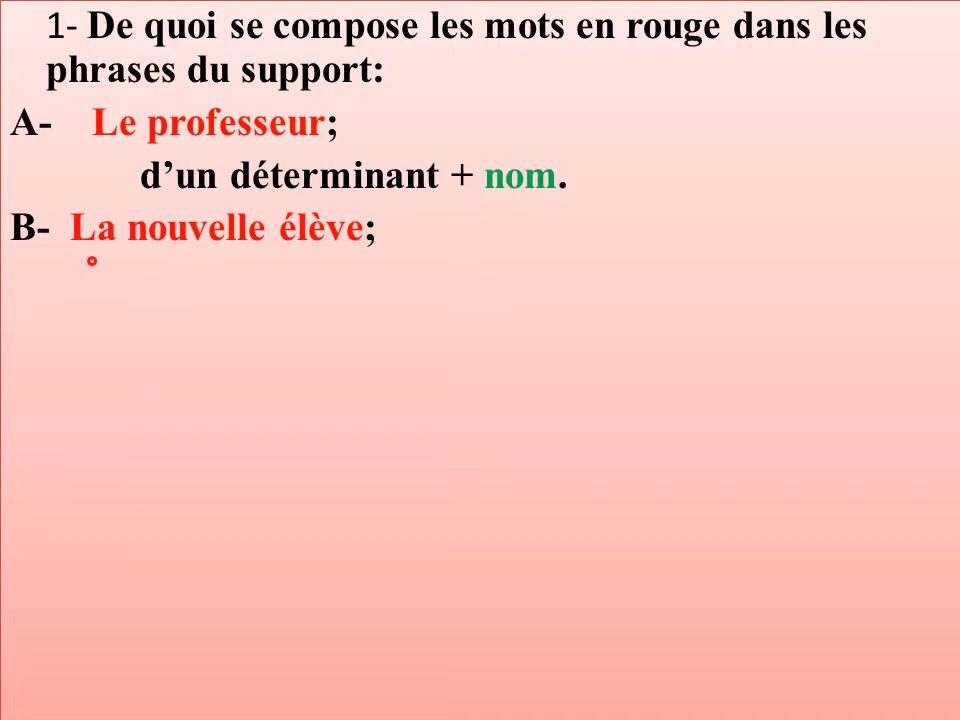 1- De quoi se compose les mots en rouge dans les
phrases du support:
A- Le professeur;
d’un déterminant + nom.
B- La nouvelle élève;